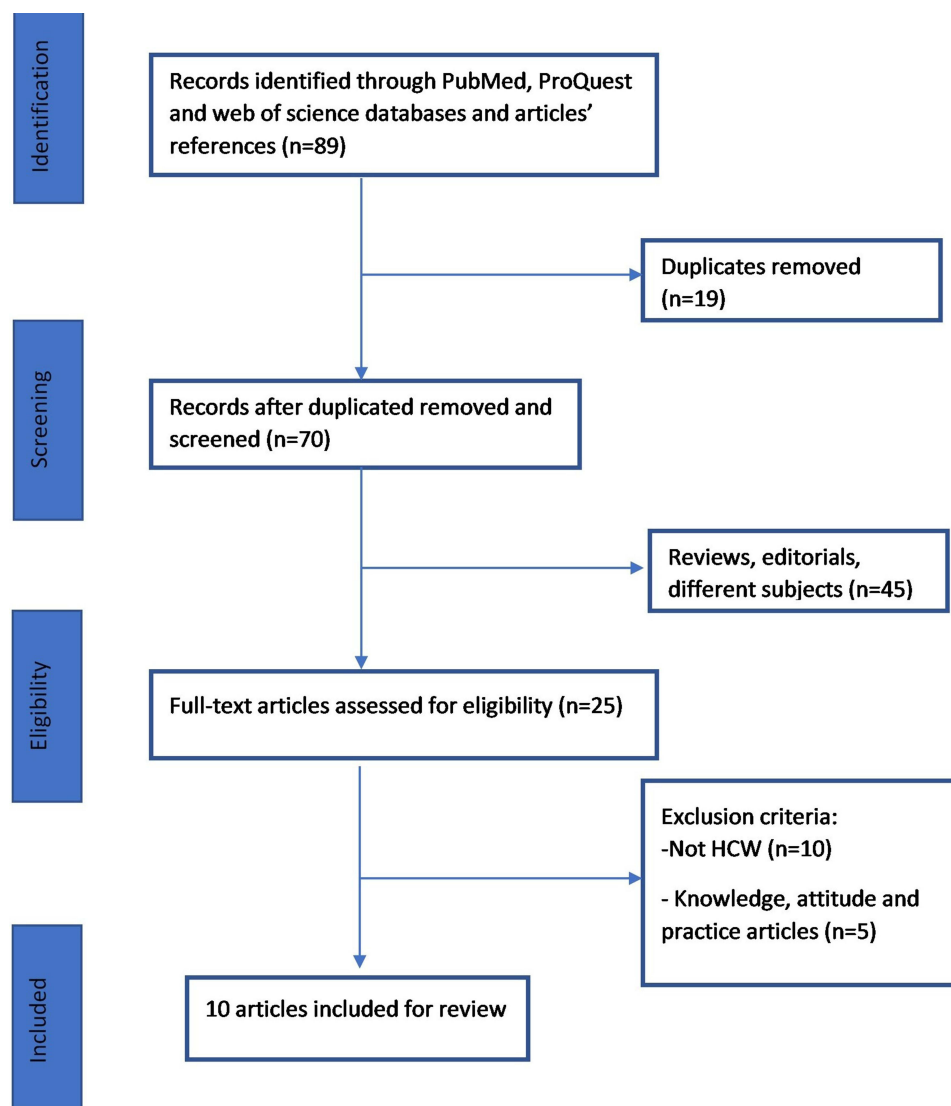 Identification
Records identified through PubMed, ProQuest
and web of science databases and articles’
references (n=89)
Duplicates removed
(n=19)
Screening
Records after duplicated removed and
screened (n=70)
Reviews, editorials,
different subjects (n=45)
Eligibility
Full-text articles assessed for eligibility (n=25)
Exclusion criteria:
-Not HCW (n=10)
- Knowledge, attitude and
practice articles (n=5)
Included
10 articles included for review